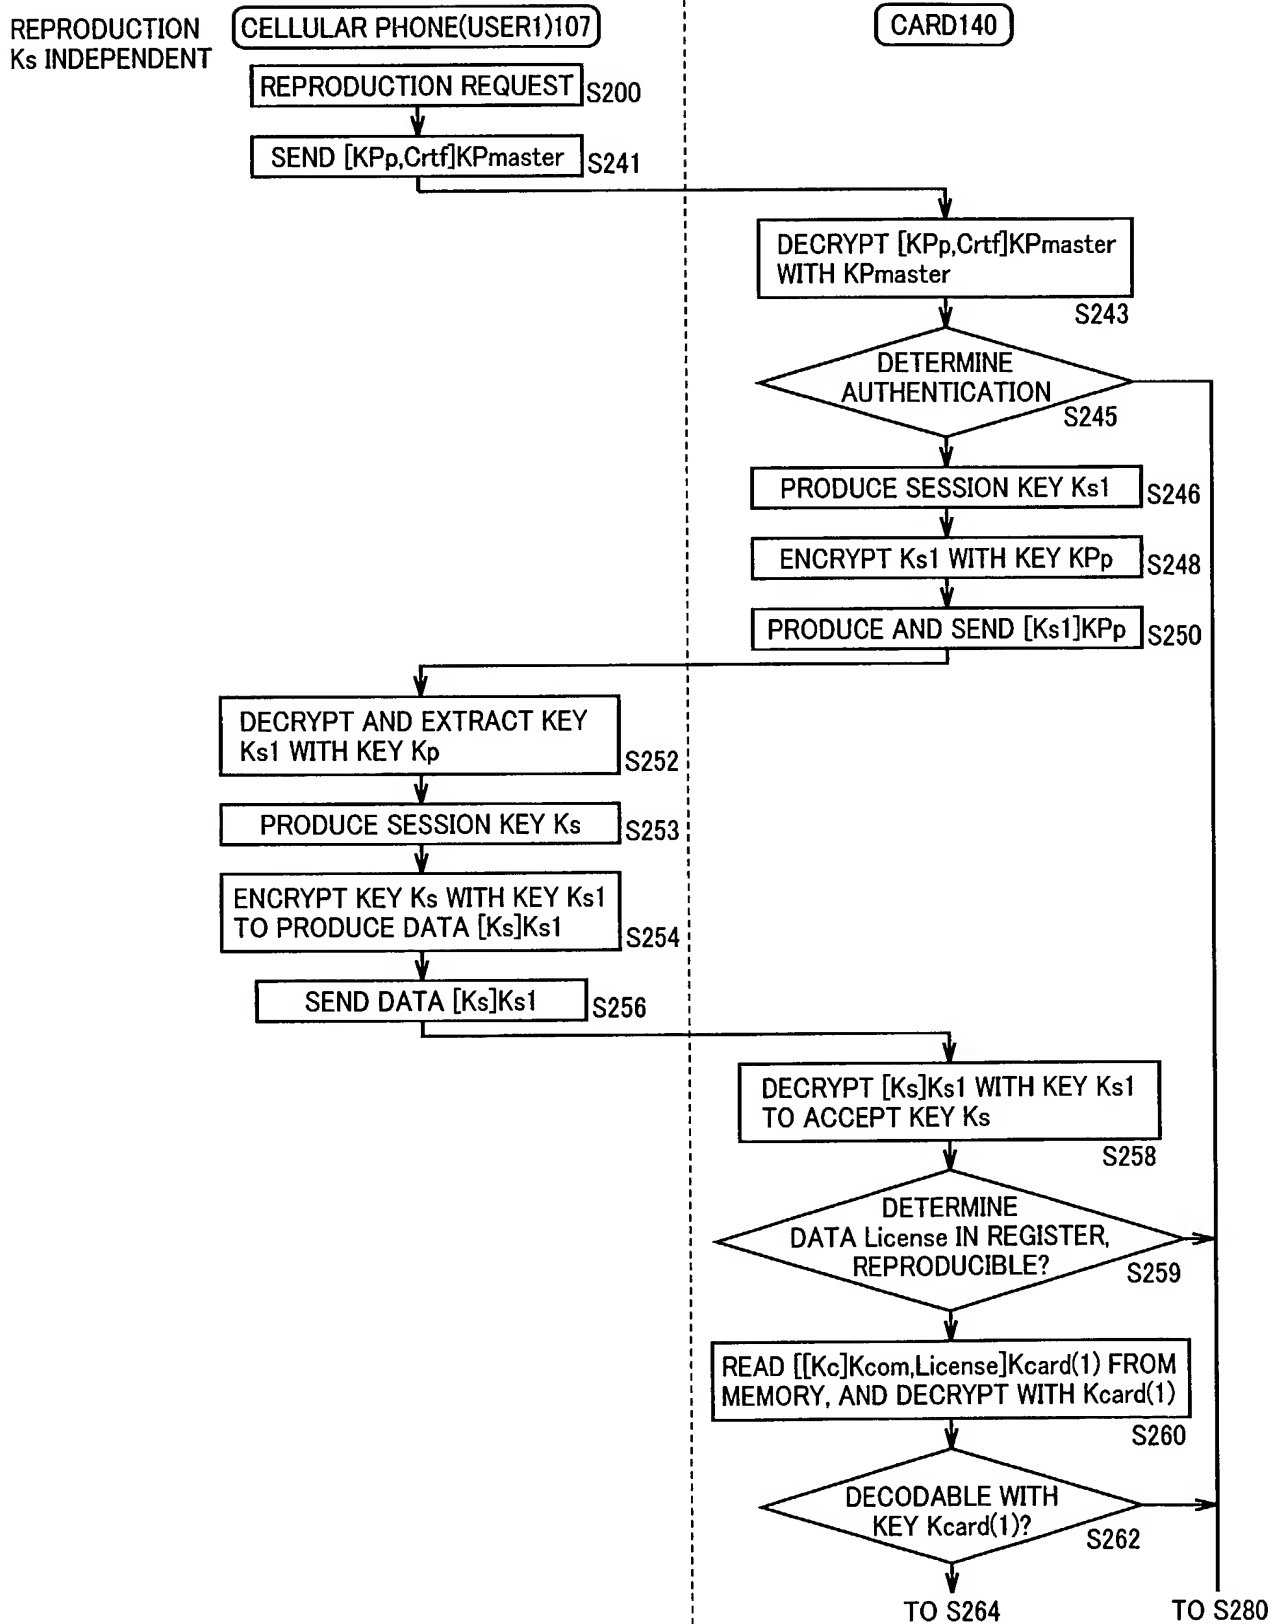 REPRODUCTION
Ks INDEPENDENT
CELLULAR PHONE(USER1)107
CARD140
REPRODUCTION REQUEST
S200
SEND [KPp,Crtf]KPmaster
S241
DECRYPT [KPp,Crtf]KPmaster
WITH KPmaster
S243
DETERMINE
AUTHENTICATION
S245
PRODUCE SESSION KEY Ks1
S246
ENCRYPT Ks1 WITH KEY KPp
S248
PRODUCE AND SEND [Ks1]KPp
S250
DECRYPT AND EXTRACT KEY
Ks1 WITH KEY Kp
S252
PRODUCE SESSION KEY Ks
S253
ENCRYPT KEY Ks WITH KEY Ks1
TO PRODUCE DATA [Ks]Ks1
S254
SEND DATA [Ks]Ks1
S256
DECRYPT [Ks]Ks1 WITH KEY Ks1
TO ACCEPT KEY Ks
S258
DETERMINE
DATA License IN REGISTER,
REPRODUCIBLE?
S259
READ [[Kc]Kcom,License]Kcard(1) FROM
MEMORY, AND DECRYPT WITH Kcard(1)
S260
DECODABLE WITH
KEY Kcard(1)?
S262
TO S264
TO S280